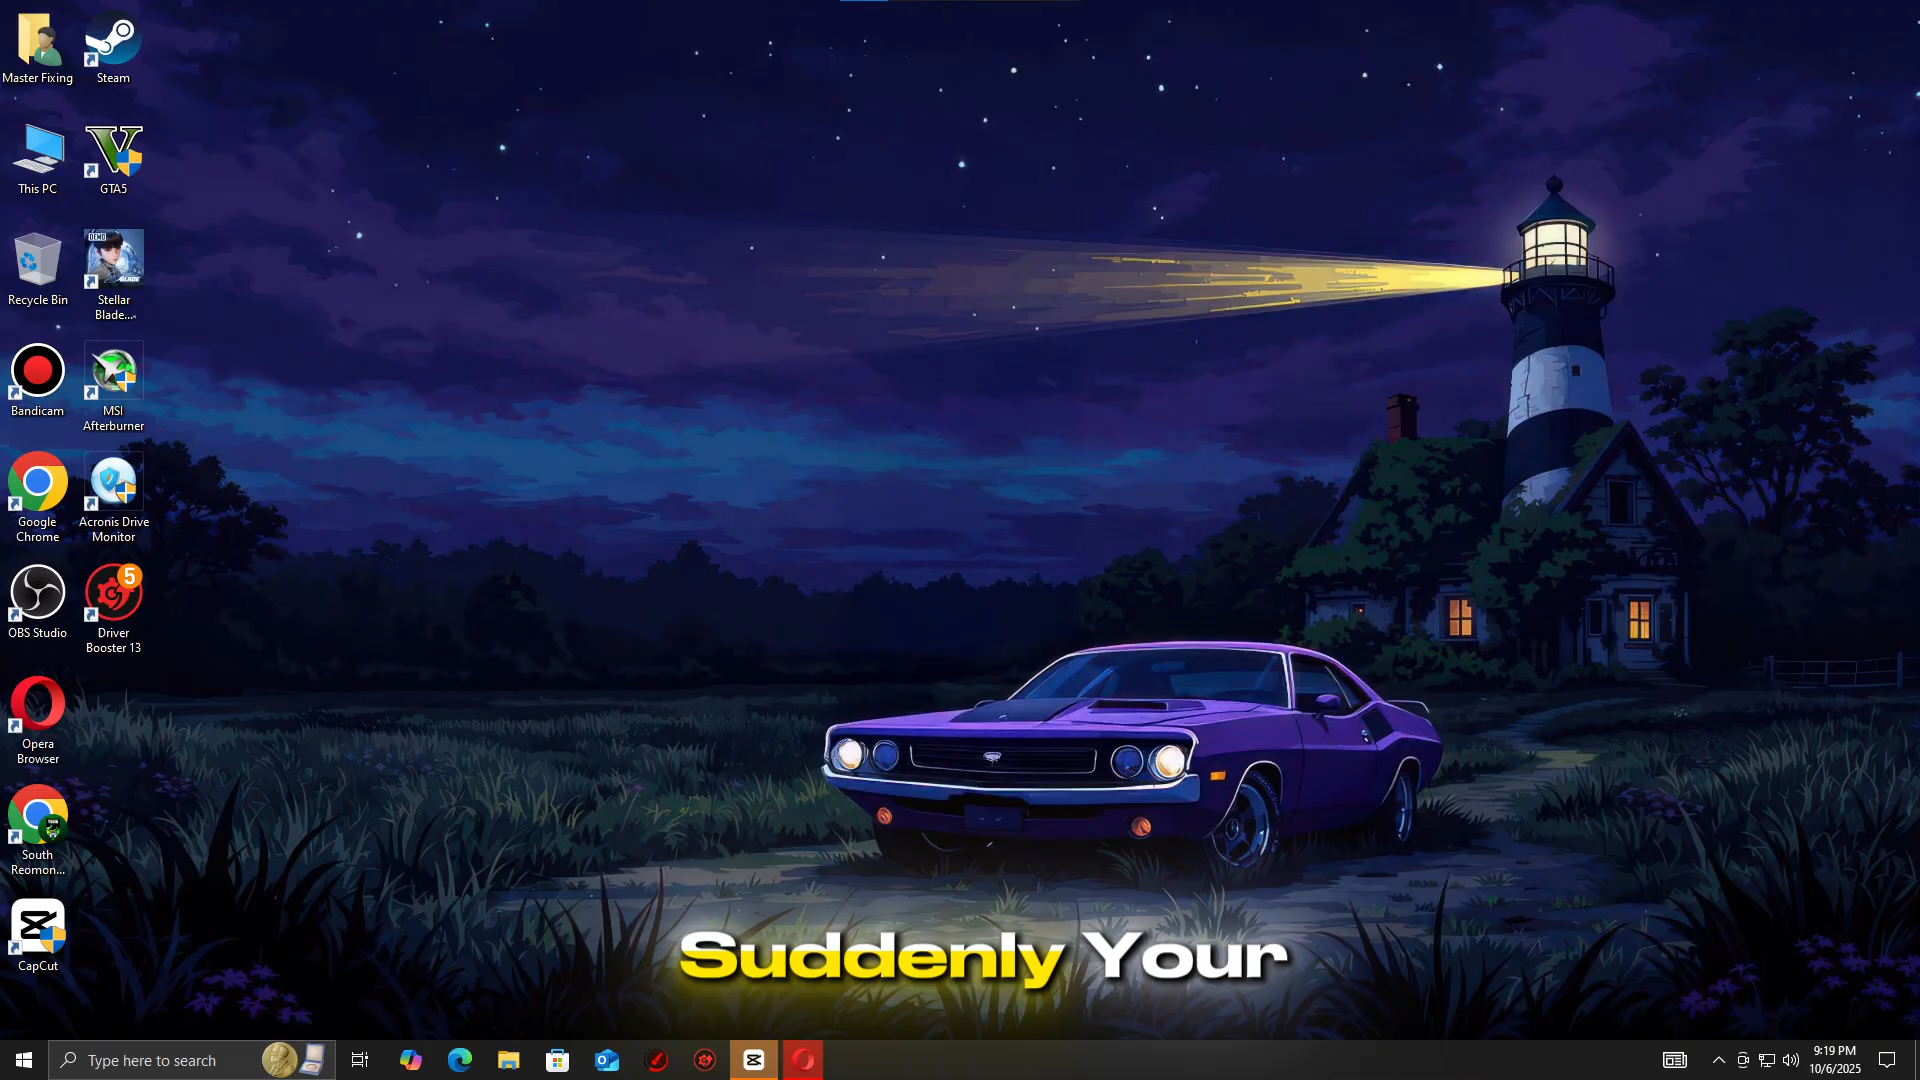 Master Fixing
Steam
This PC
GTA5
Recycle Bin
DEMO
Stellar
Blade...
Bandicam
MSI
Afterburner
Google
Chrome
Acronis Drive
Monitor
OBS Studio
5
Driver
Booster 13
Opera
Browser
South
Reomon...
CapCut
Suddenly Your
Type here to search
9:19 PM
10/6/2025